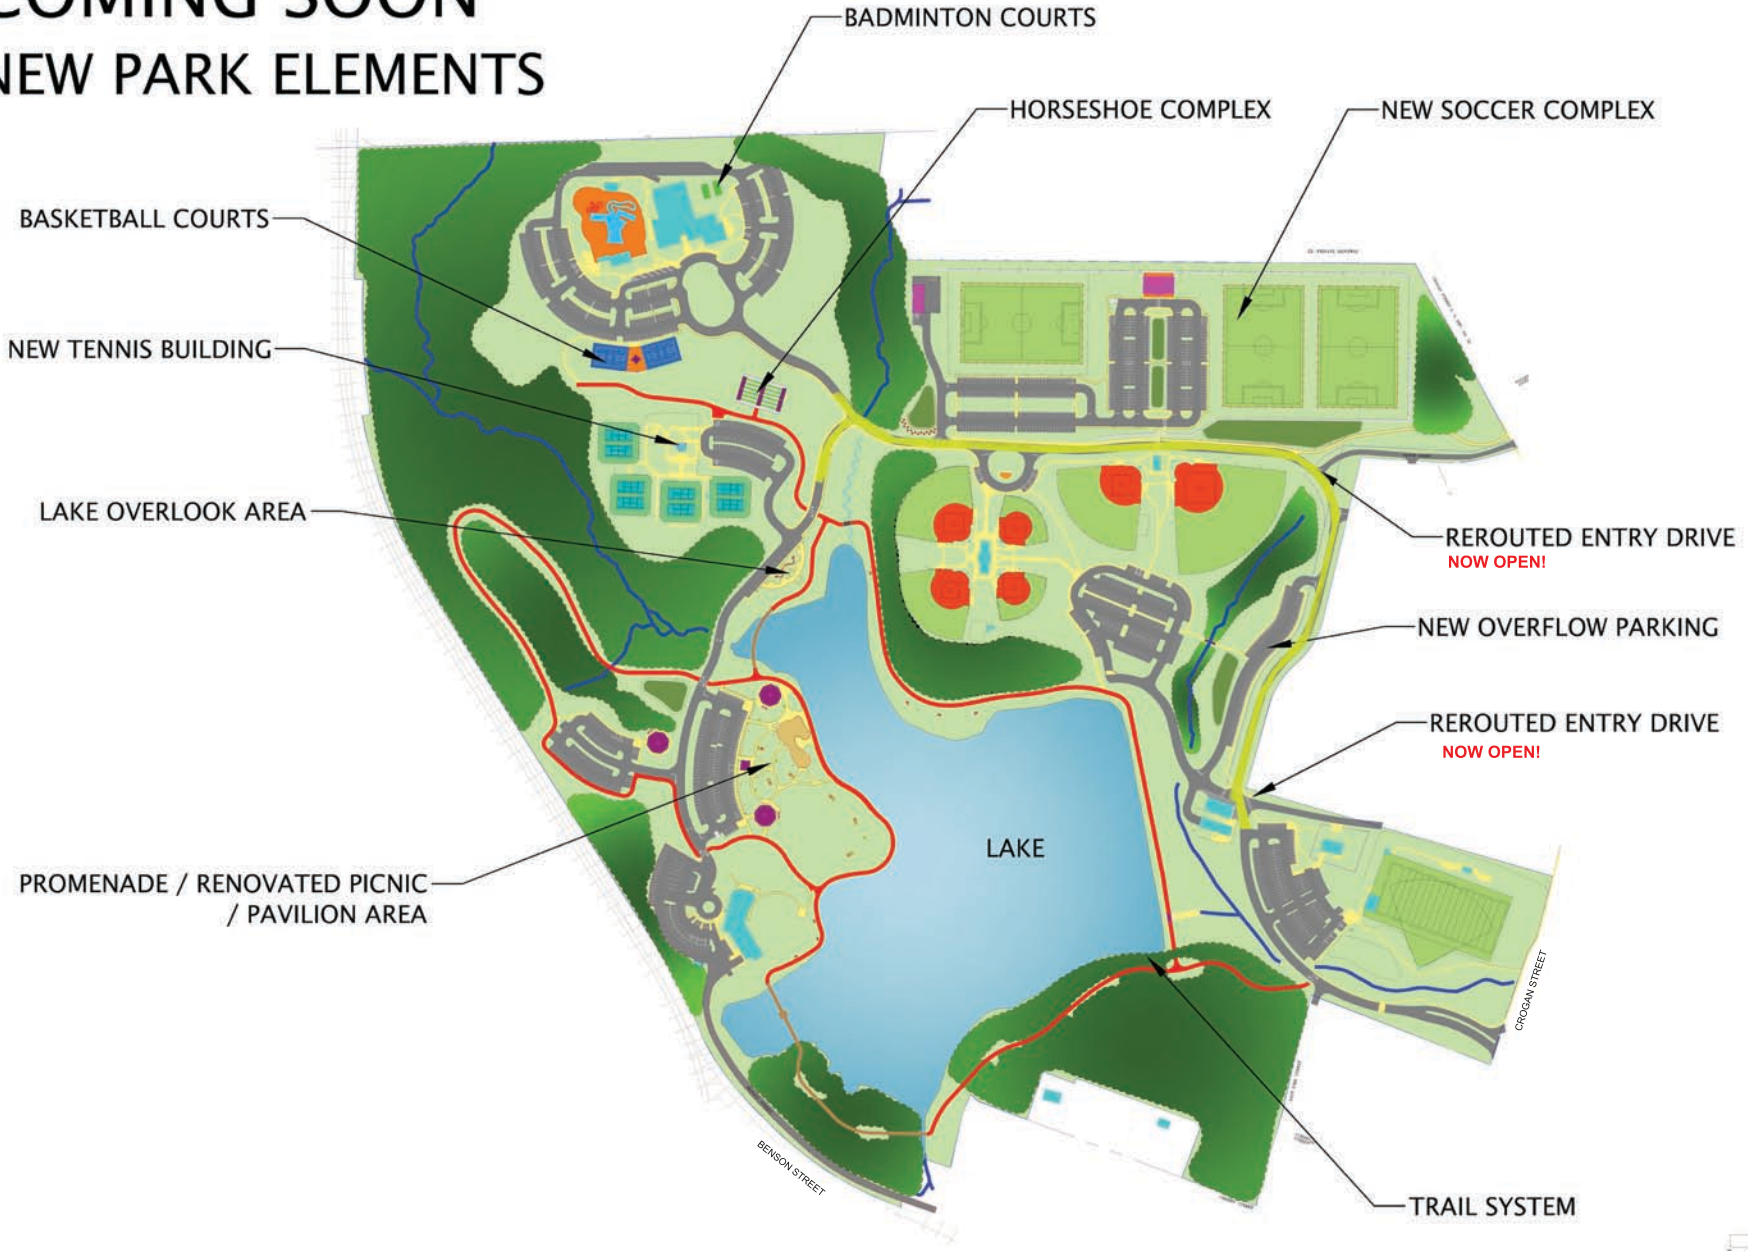 COMING SOON
NEW PARK ELEMENTS
BADMINTON COURTS
HORSESHOE COMPLEX
NEW SOCCER COMPLEX
BASKETBALL COURTS
NEW TENNIS BUILDING
LAKE OVERLOOK AREA
REROUTED ENTRY DRIVE
NOW OPEN!
NEW OVERFLOW PARKING
REROUTED ENTRY DRIVE
NOW OPEN!
LAKE
PROMENADE / RENOVATED PICNIC
/ PAVILION AREA
CROGAN STREET
BENSON STREET
TRAIL SYSTEM